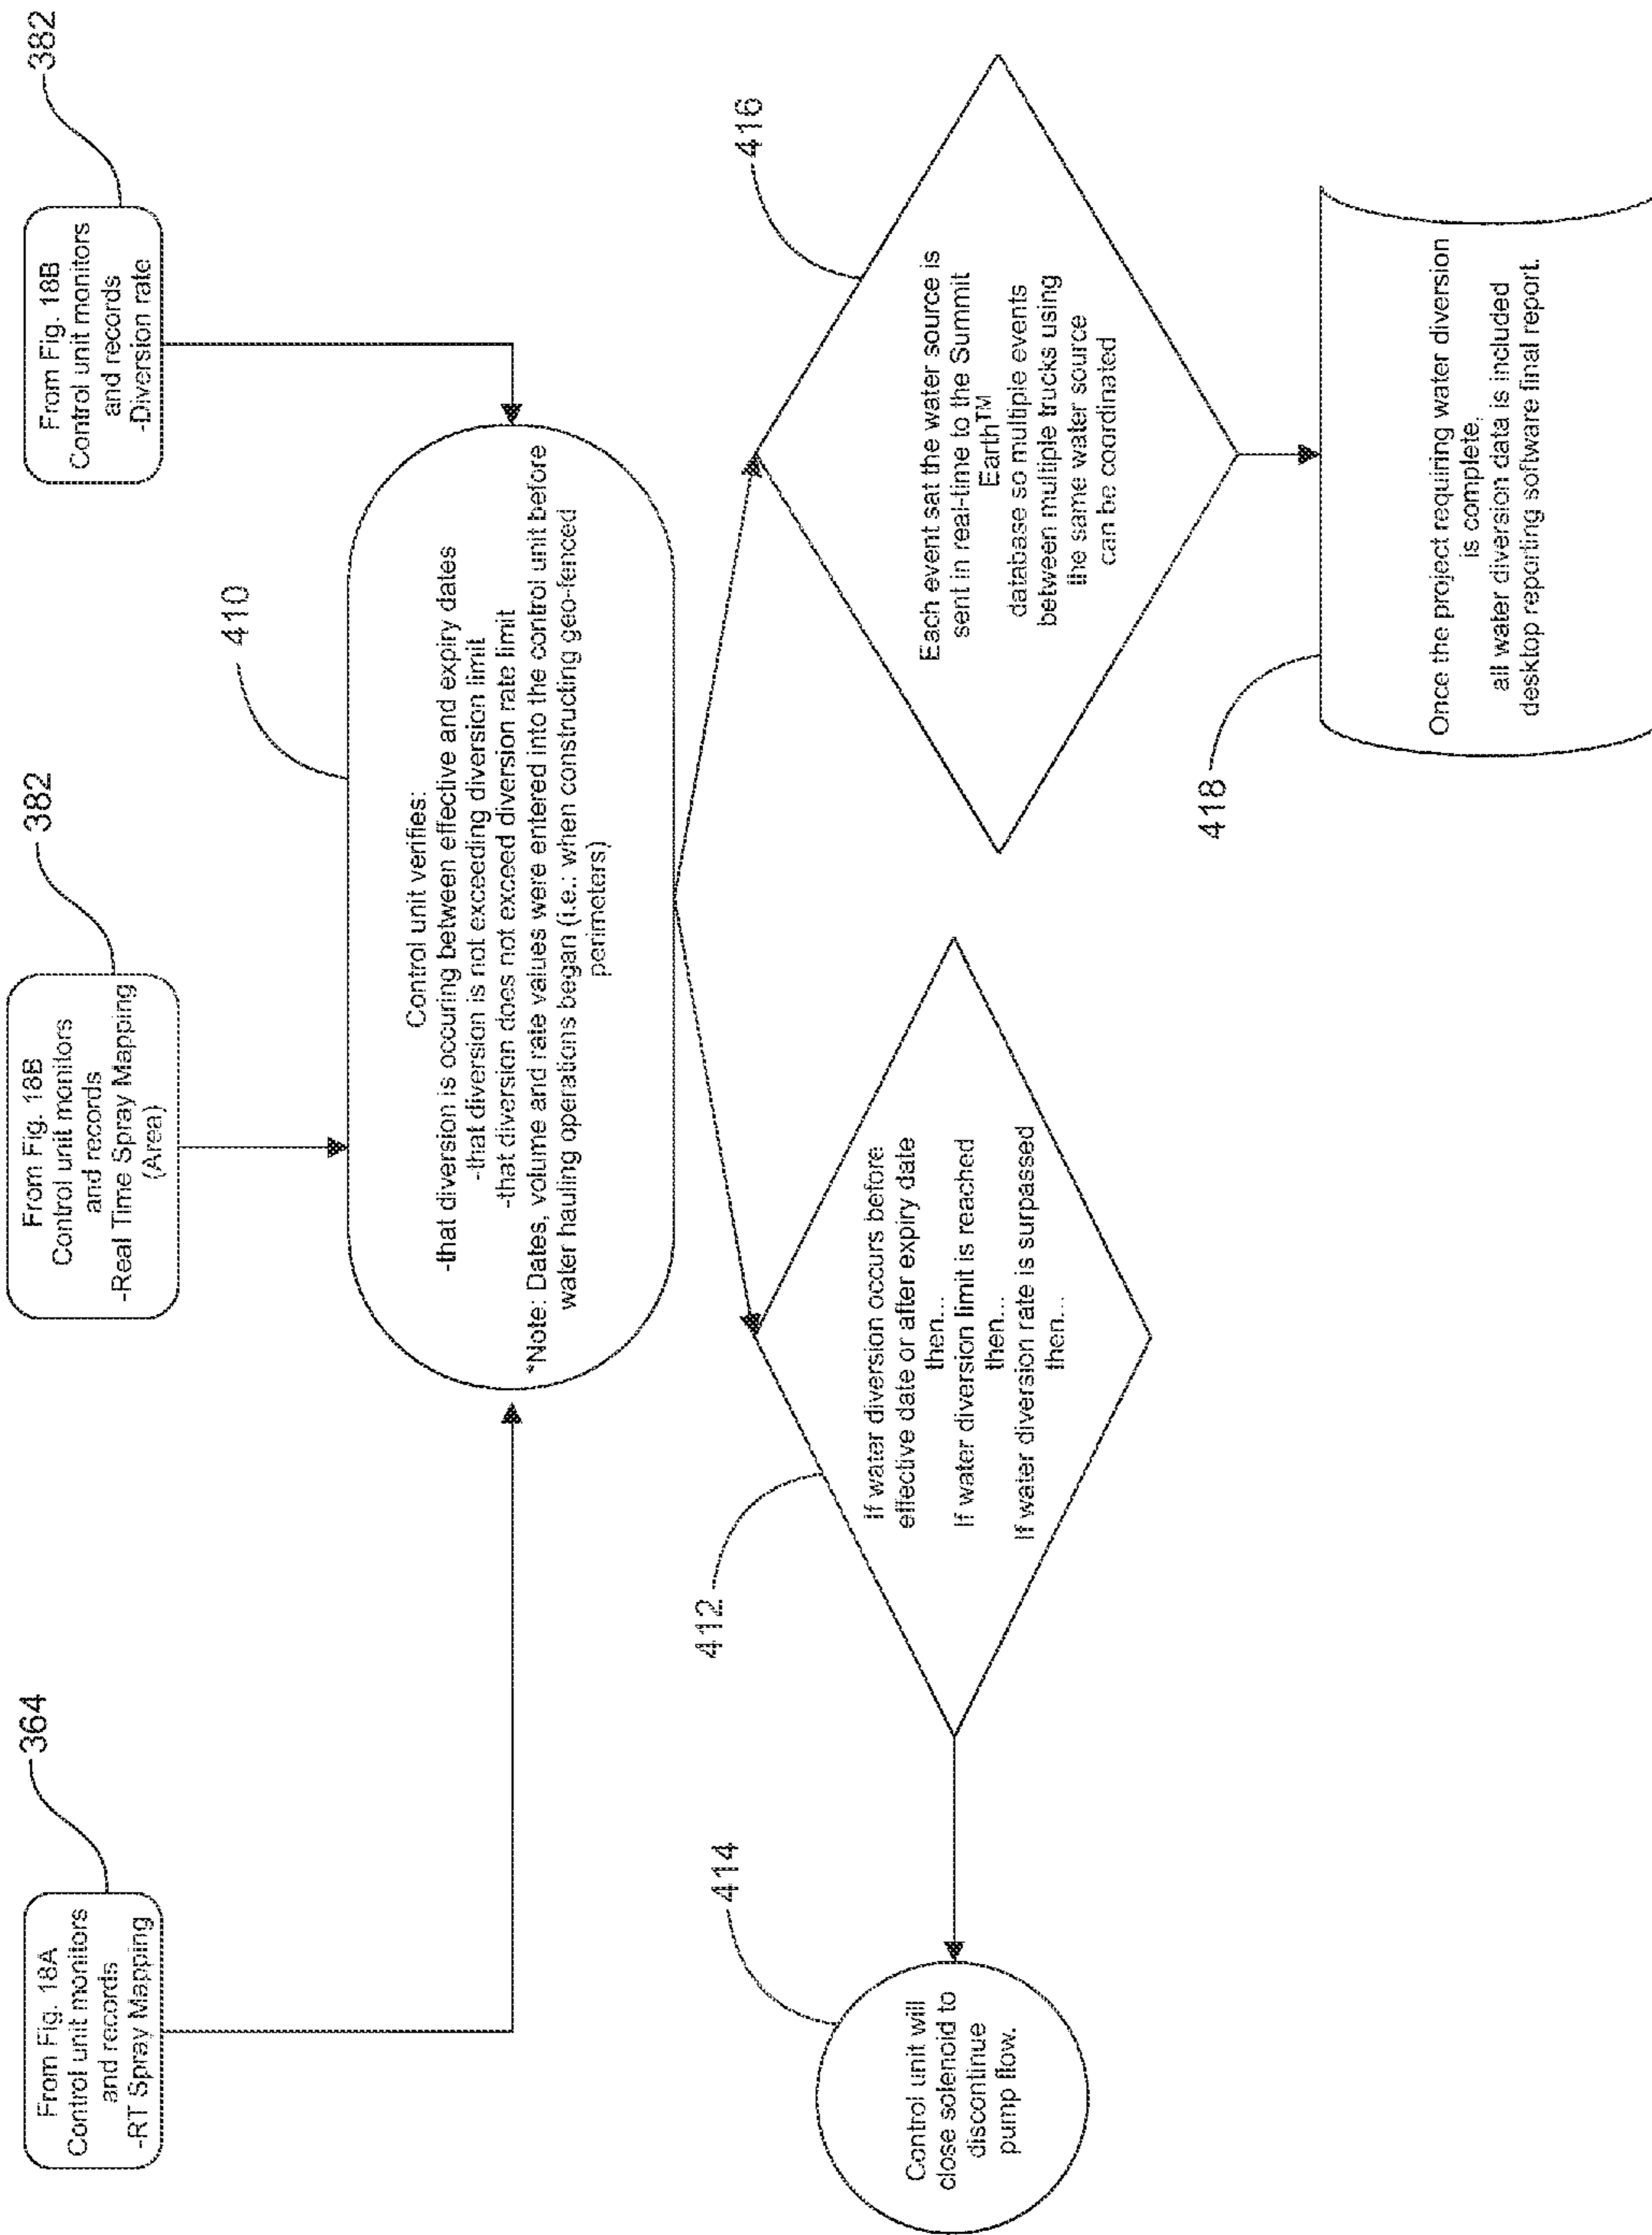 From Fig. 18A
Control unit monitors
and records
-RT Spray Mapping
364
From Fig. 18B
Control unit monitors
and records
-Real Time Spray Mapping
(Area)
382
From Fig. 18B
Control unit monitors
and records
-Diversion rate
382
Control unit verifies:
-that diversion is occuring between effective and expiry dates
-that diversion is not exceeding diversion limit
-that diversion does not exceed diversion rate limit
*Note: Dates, volume and rate values were entered into the control unit before
water hauling operations began (i.e.: when constructing geo-fenced
perimeters)
410
If water diversion occurs before
effective date or after expiry date
then...
If water diversion limit is reached
then...
If water diversion rate is surpassed
then...
412
Control unit will
close solenoid to
discontinue
pump flow.
414
Each event sat the water source is
sent in real-time to the Summit
Earth™
database so multiple events
between multiple trucks using
the same water source
can be coordinated
416
Once the project requiring water diversion
is complete,
all water diversion data is included
desktop reporting software final report.
418